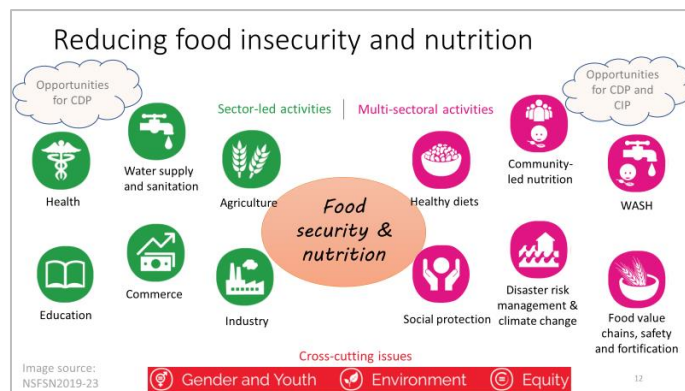 Reducing food insecurity and nutrition
Opportunities
for CDP
Sector-led activities
Multi-sectoral activities
Opportunities
for CDP and
CIP
Health
Water supply
and sanitation
Agriculture
Healthy diets
Community-
led nutrition
WASH
Food
security &
nutrition
Education
Commerce
Industry
Social protection
Disaster risk
management &
climate change
Food value
chains, safety
and fortification
Cross-cutting issues
Gender and Youth
Environment
Equity
Image source:
NSFSN2019-23
12